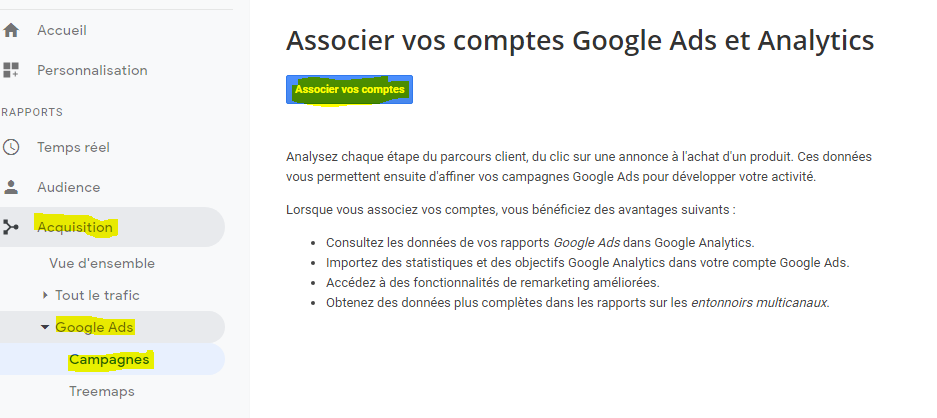 Accueil
Personnalisation
RAPPORTS
Temps réel
Audience
Acquisition
Vue d'ensemble
Tout le trafic
Google Ads
Campagnes
Treemaps
Associer vos comptes Google Ads et Analytics
Associer vos comptes
Analysez chaque étape du parcours client, du clic sur une annonce à l'achat d'un produit. Ces données
vous permettent ensuite d'affiner vos campagnes Google Ads pour développer votre activité.
Lorsque vous associez vos comptes, vous bénéficiez des avantages suivants :
• Consultez les données de vos rapports Google Ads dans Google Analytics.
• Importez des statistiques et des objectifs Google Analytics dans votre compte Google Ads.
• Accédez à des fonctionnalités de remarketing améliorées.
• Obtenez des données plus complètes dans les rapports sur les entonnoirs multicanaux.